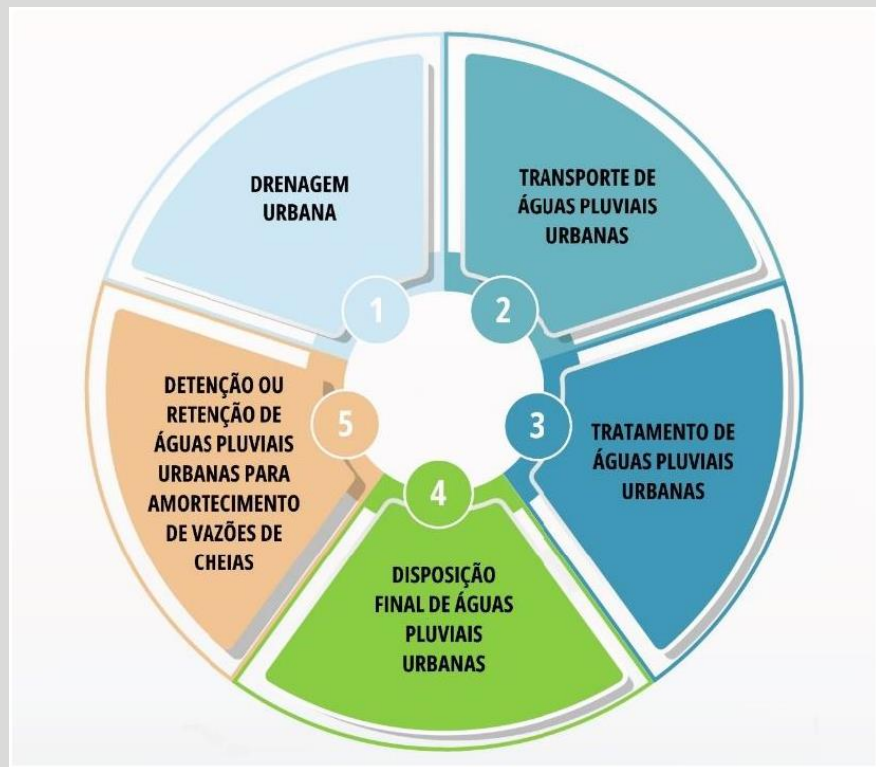 DRENAGEM
URBANA
1
TRANSPORTE DE
ÁGUAS PLUVIAIS
URBANAS
2
TRATAMENTO DE
ÁGUAS PLUVIAIS
URBANAS
3
DISPOSIÇÃO
FINAL DE ÁGUAS
PLUVIAIS
URBANAS
4
DETENÇÃO OU
RETENÇÃO DE
ÁGUAS PLUVIAIS
URBANAS PARA
AMORTECIMENTO
DE VAZÕES DE
CHEIAS
5